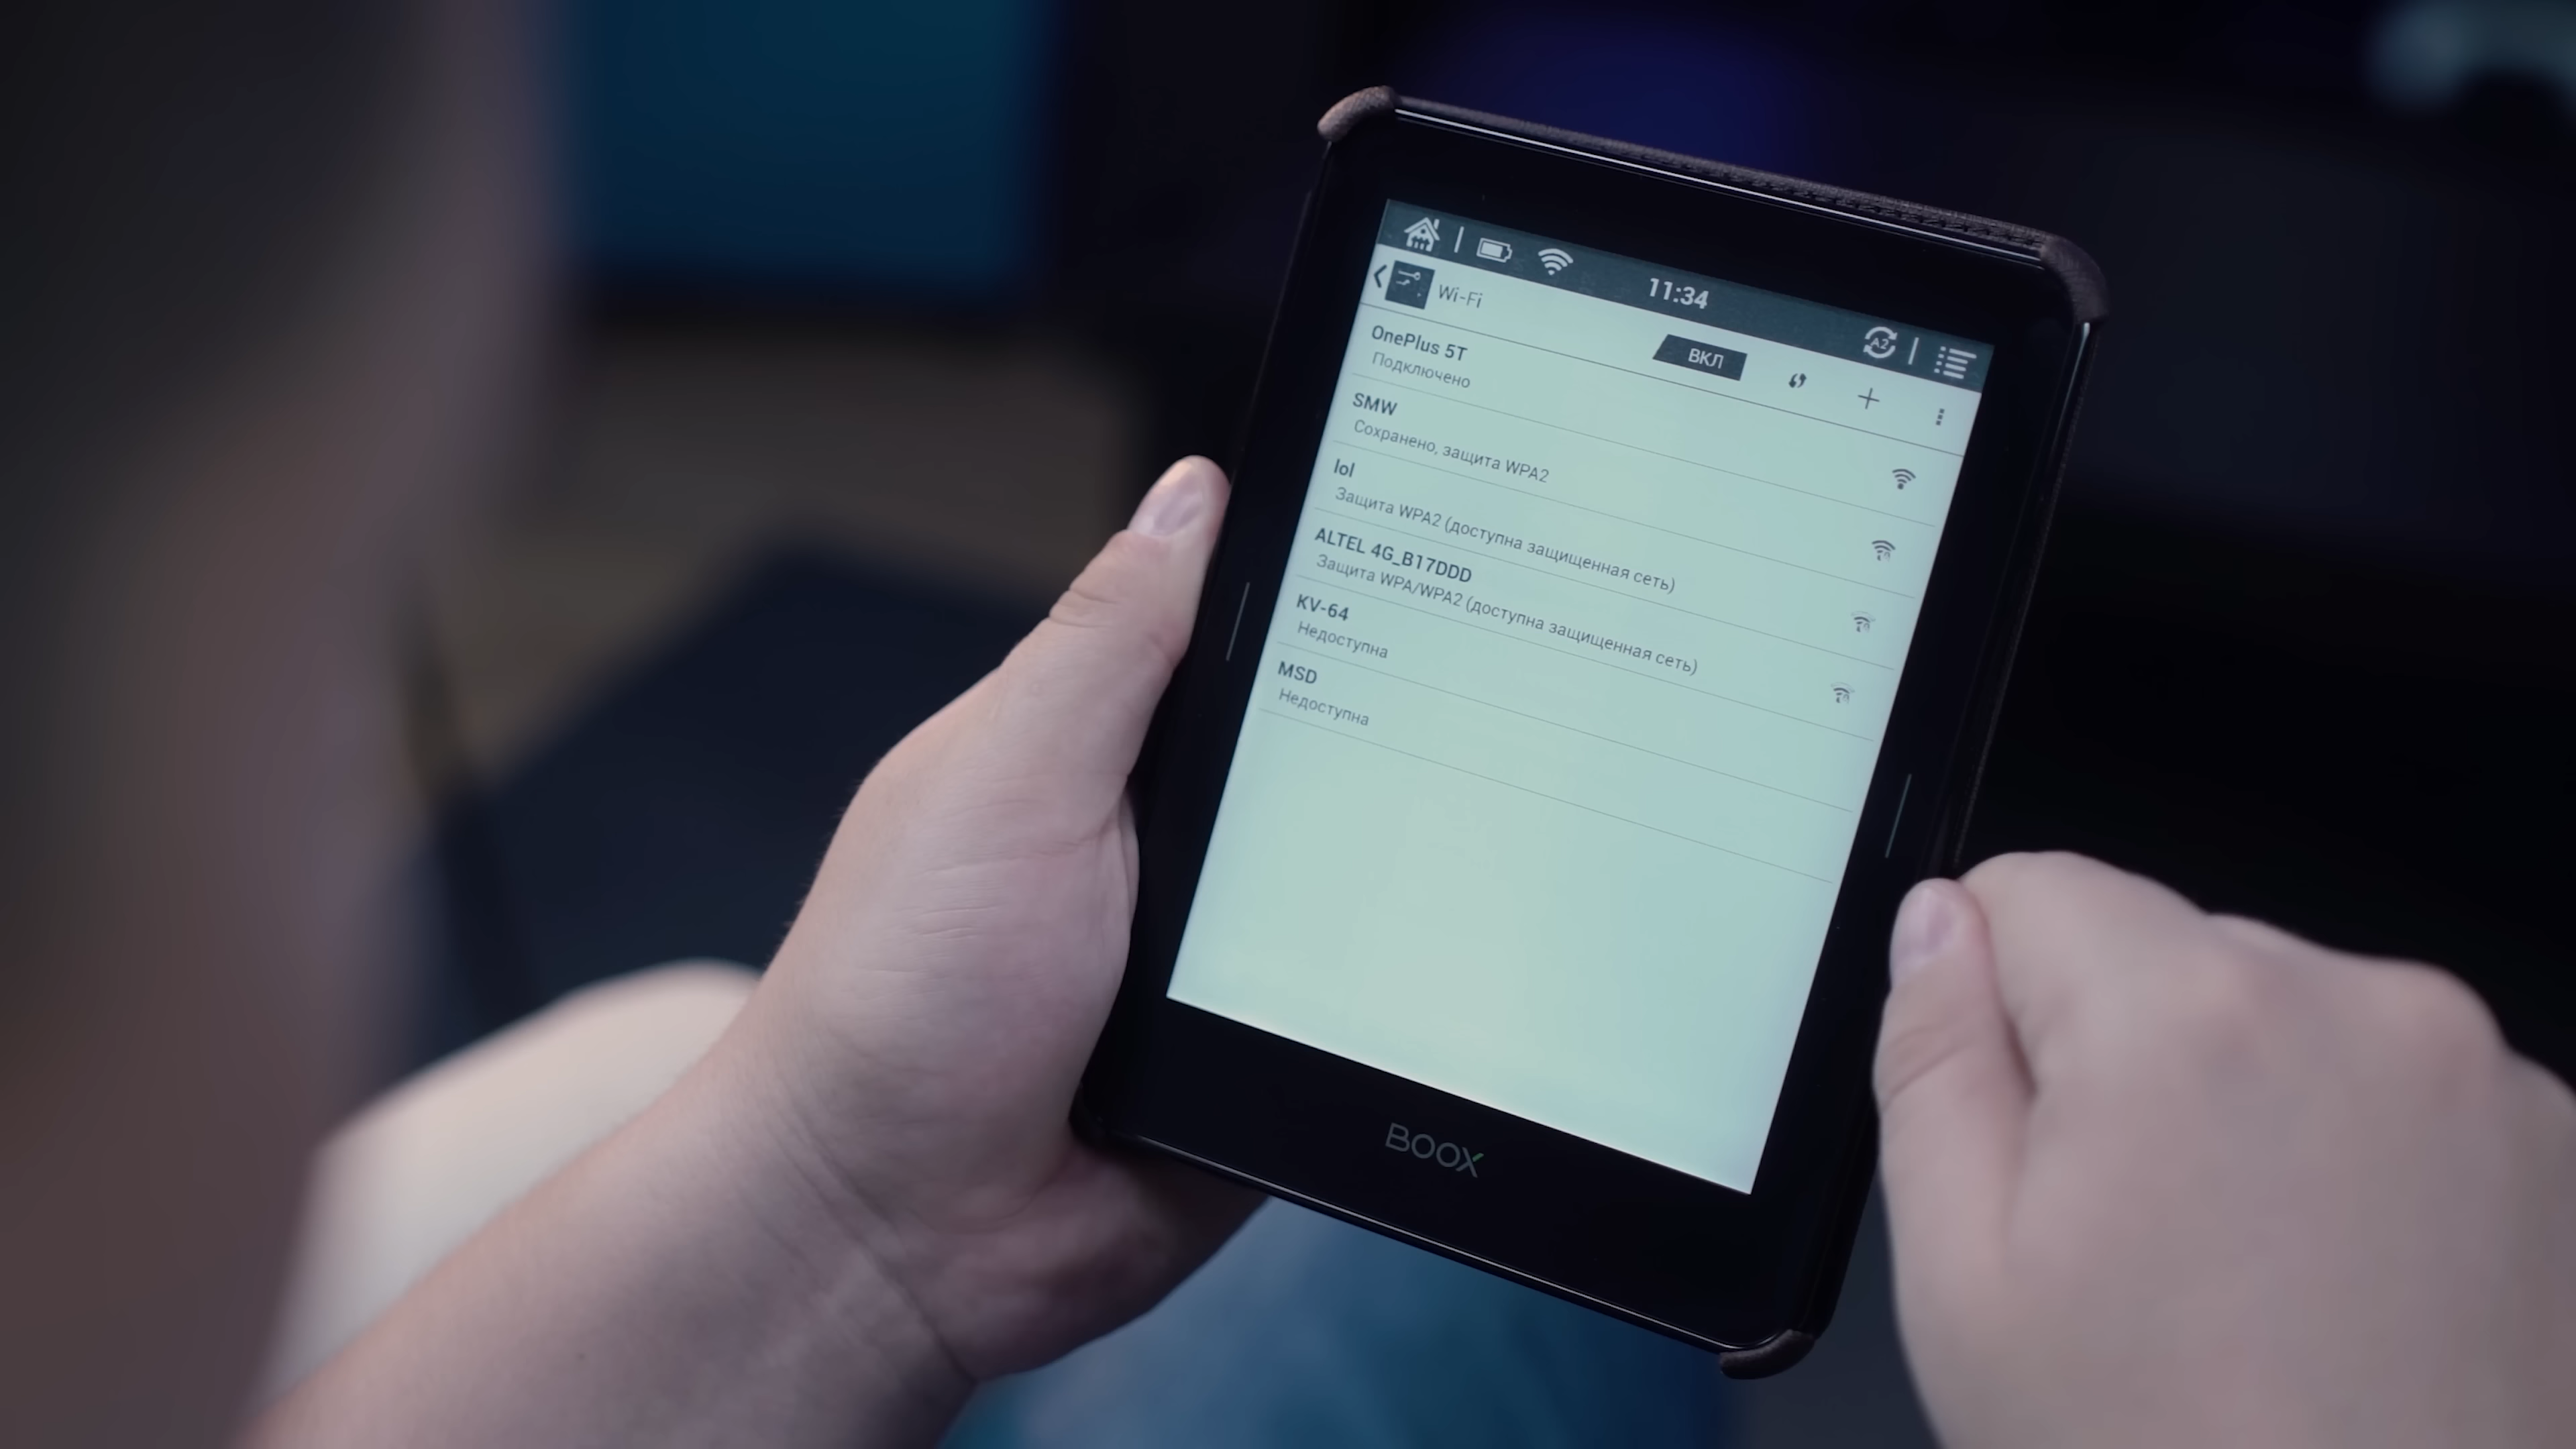 11:34
A2
Wi-Fi
ВКЛ
OnePlus 5T
Подключено
SMW
Сохранено, защита WPA2
lol
Защита WPA2 (доступна защищенная сеть)
ALTEL 4G_B17DDD
Защита WPA/WPA2 (доступна защищенная сеть)
KV-64
Недоступна
MSD
Недоступна
BOOX